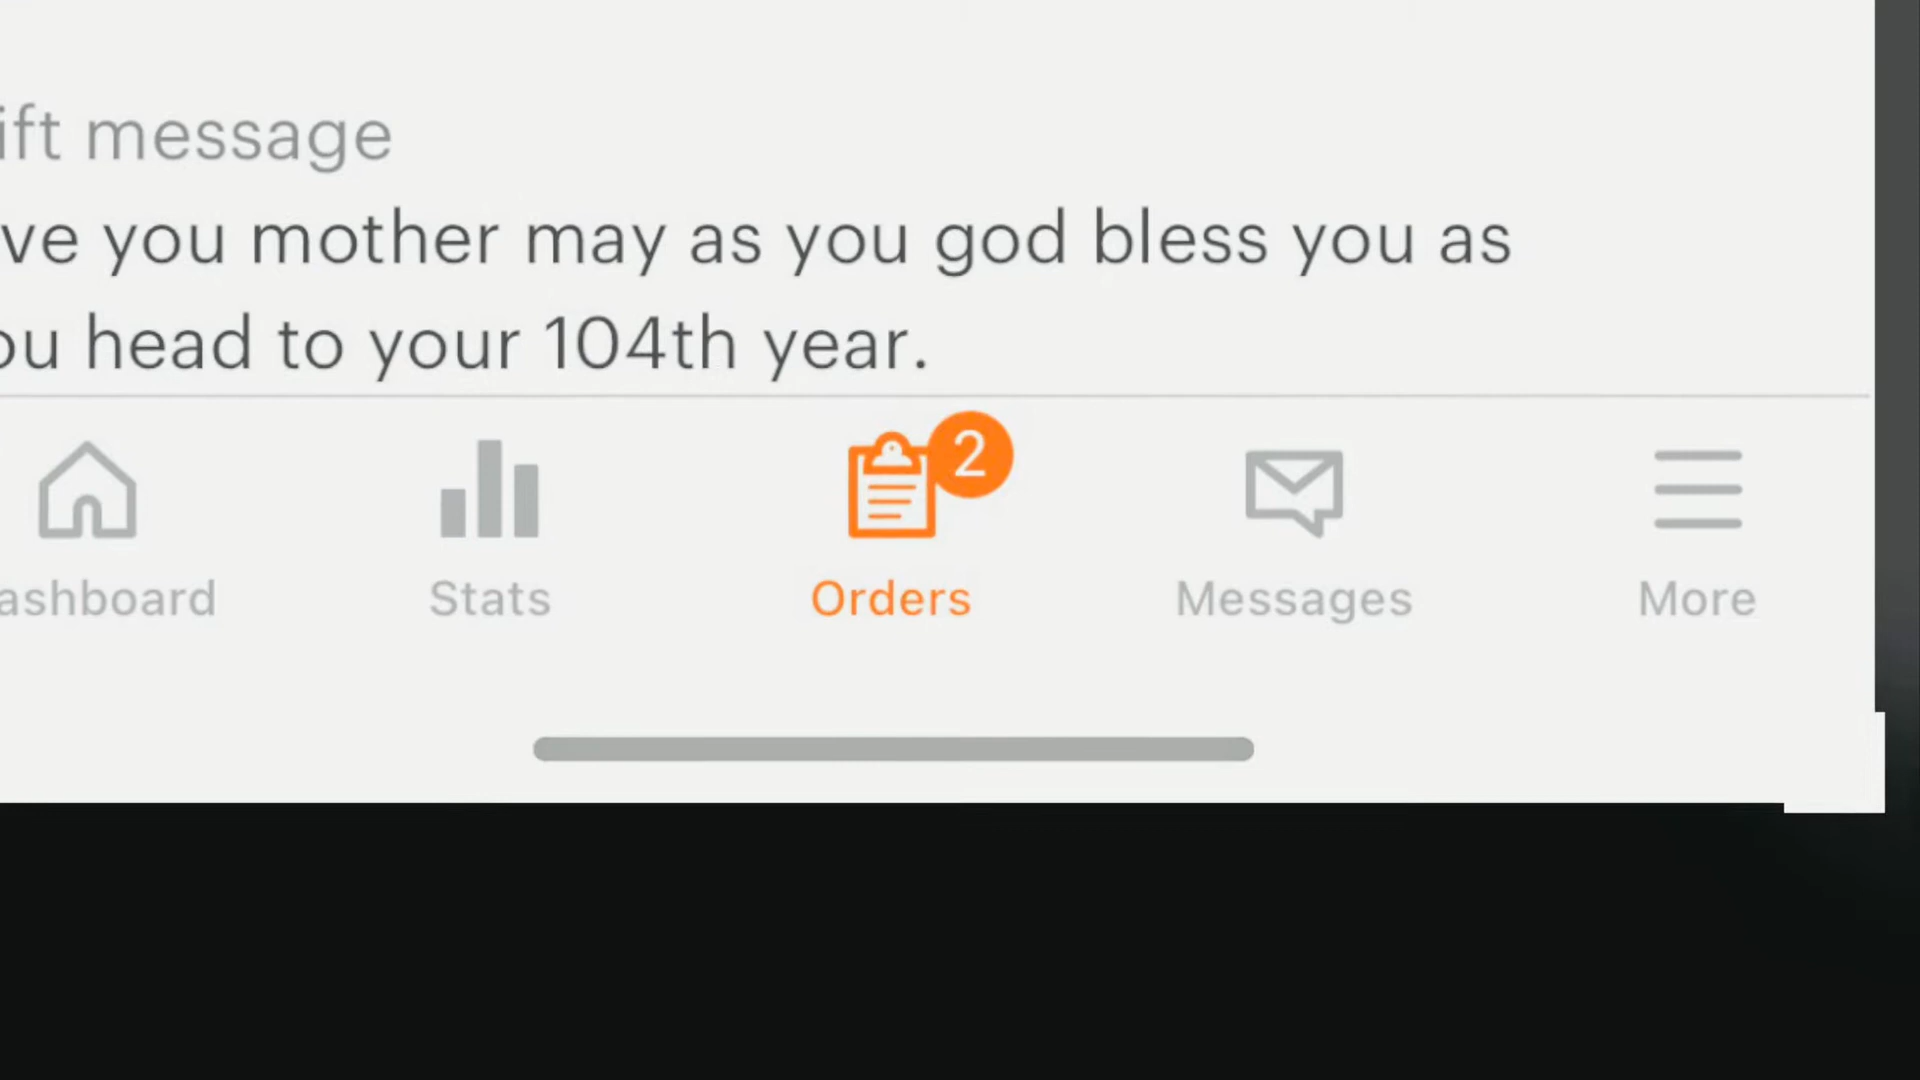 ift message
ve you mother may as you god bless you as
ou head to your 104th year.
2
ashboard
Stats
Orders
Messages
More